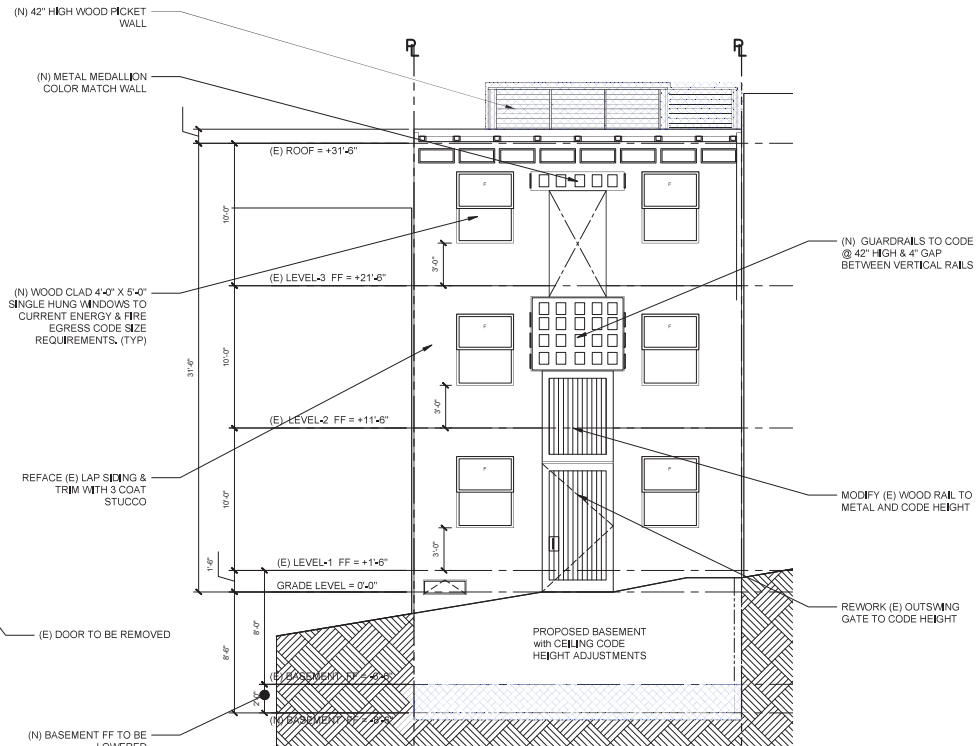 (N) 42" HIGH WOOD PICKET
WALL
(N) METAL MEDALLION
COLOR MATCH WALL
(E) ROOF = +31'-6"
F
F
10'-0"
3'-0"
(N) GUARDRAILS TO CODE
@ 42" HIGH & 4" GAP
BETWEEN VERTICAL RAILS
(E) LEVEL-3 FF = +21'-6"
(N) WOOD CLAD 4'-0" X 5'-0"
SINGLE HUNG WINDOWS TO
CURRENT ENERGY & FIRE
EGRESS CODE SIZE
REQUIREMENTS. (TYP)
F
F
31'-6"
10'-0"
3'-0"
(E) LEVEL-2 FF = +11'-6"
F
F
REFACE (E) LAP SIDING &
TRIM WITH 3 COAT
STUCCO
10'-0"
MODIFY (E) WOOD RAIL TO
METAL AND CODE HEIGHT
3'-0"
(E) LEVEL-1 FF = +1'-6"
1'-6"
GRADE LEVEL = 0'-0"
REWORK (E) OUTSWING
GATE TO CODE HEIGHT
(E) DOOR TO BE REMOVED
8'-0"
PROPOSED BASEMENT
with CEILING CODE
HEIGHT ADJUSTMENTS
(E) BASEMENT FF =
2'-0"
(N) BASEMENT FF =
(N) BASEMENT FF TO BE
LOWERED